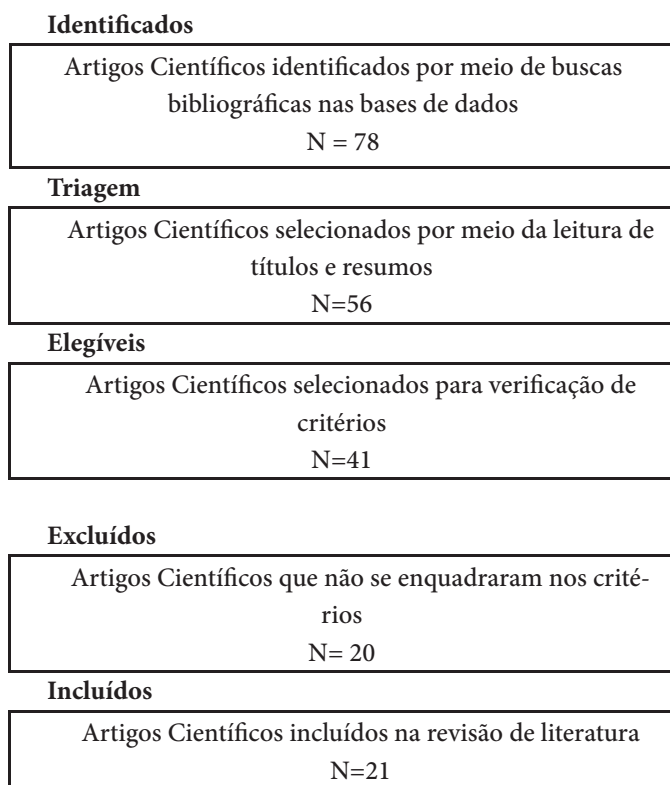 Identificados
Artigos Científicos identificados por meio de buscas
bibliográficas nas bases de dados
N = 78
Triagem
Artigos Científicos selecionados por meio da leitura de
títulos e resumos
N=56
Elegíveis
Artigos Científicos selecionados para verificação de
critérios
N=41
Excluídos
Artigos Científicos que não se enquadraram nos crité-
rios
N= 20
Incluídos
Artigos Científicos incluídos na revisão de literatura
N=21